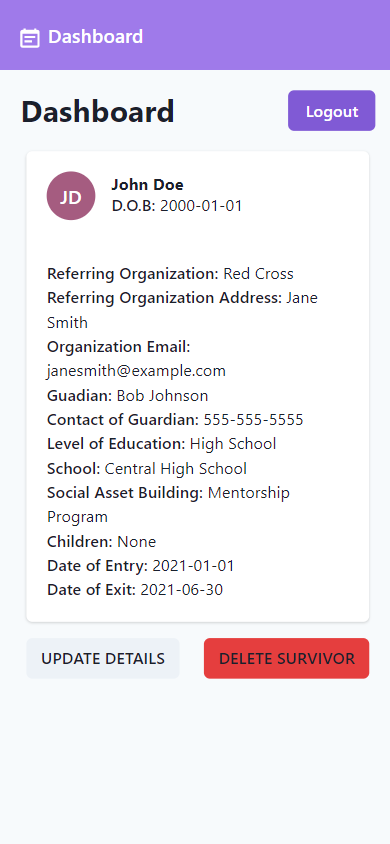 Dashboard
Dashboard
Logout
JD
John Doe
D.O.B: 2000-01-01
Referring Organization: Red Cross
Referring Organization Address: Jane
Smith
Organization Email:
janesmith@example.com
Guadian: Bob Johnson
Contact of Guardian: 555-555-5555
Level of Education: High School
School: Central High School
Social Asset Building: Mentorship
Program
Children: None
Date of Entry: 2021-01-01
Date of Exit: 2021-06-30
UPDATE DETAILS
DELETE SURVIVOR